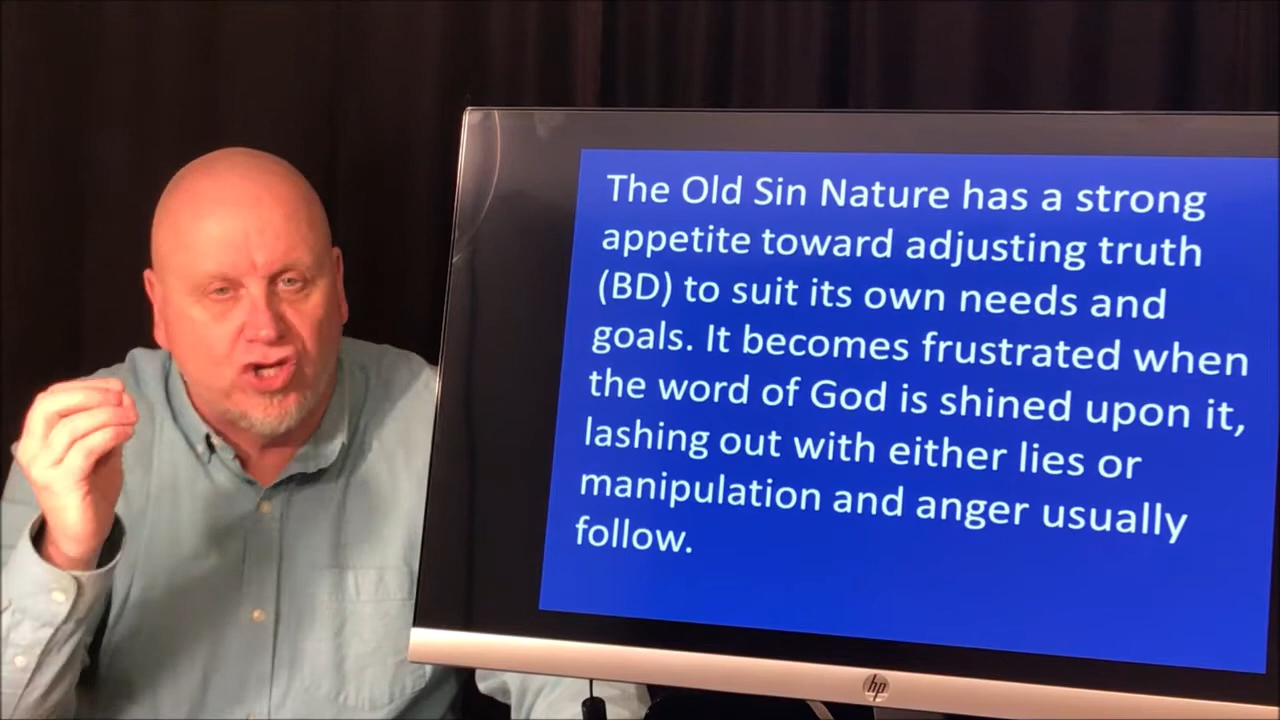 The Old Sin Nature has a strong
appetite toward adjusting truth
(BD) to suit its own needs and
goals. It becomes frustrated when
the word of God is shined upon it,
lashing out with either lies or
manipulation and anger usually
follow.
hp